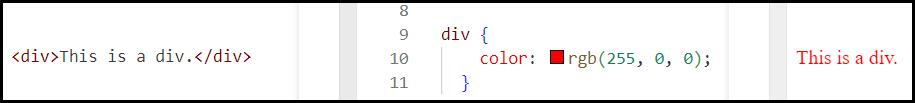 <div>This is a div.</div>
8
9 div {
10 color: rgb(255, 0, 0);
11 }
This is a div.